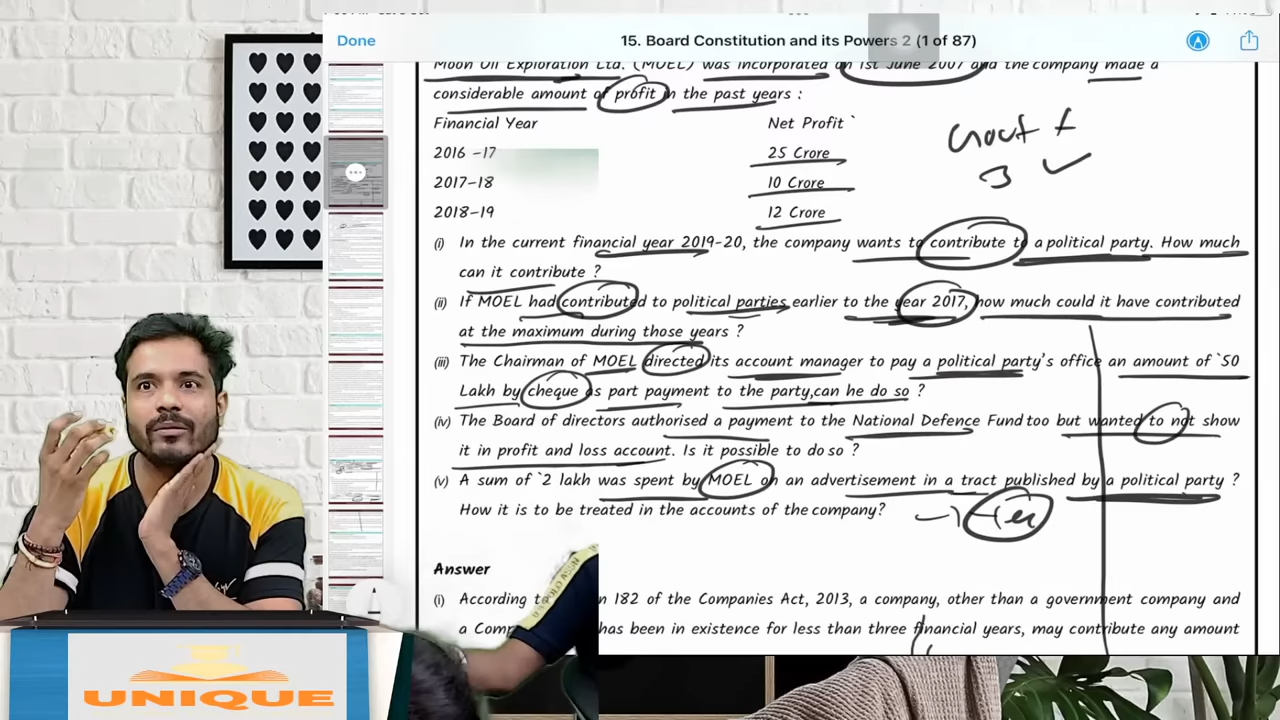 Done
15. Board Constitution and its Powers 2 (1 of 87)
Moon Oil Exploration Ltd. (MOEL) was incorporated on 1st June 2007 and the company made a
considerable amount of profit in the past years :
Financial Year Net Profit`
2016 -17 25 Crore
2017-18 10 Crore
2018-19 12 Crore
Govt
3
(i) In the current financial year 2019-20, the company wants to contribute to a political party. How much
can it contribute ?
(ii) If MOEL had contributed to political parties earlier to the year 2017, how much could it have contributed
at the maximum during those years ?
(iii) The Chairman of MOEL directed its account manager to pay a political party's office an amount of `50
Lakh by cheque as part payment to the party,can he do so ?
(iv) The Board of directors authorised a payment to the National Defence Fund too but wanted to not show
it in profit and loss account. Is it possible to do so ?
(v) A sum of `2 lakh was spent by MOEL on an advertisement in a tract published by a political party ?
How it is to be treated in the accounts of the company?
Answer
(i) According 182 of the Companies Act, 2013, a company, other than a government company and
a has been in existence for less than three financial years, may contribute any amount
UNIQUE